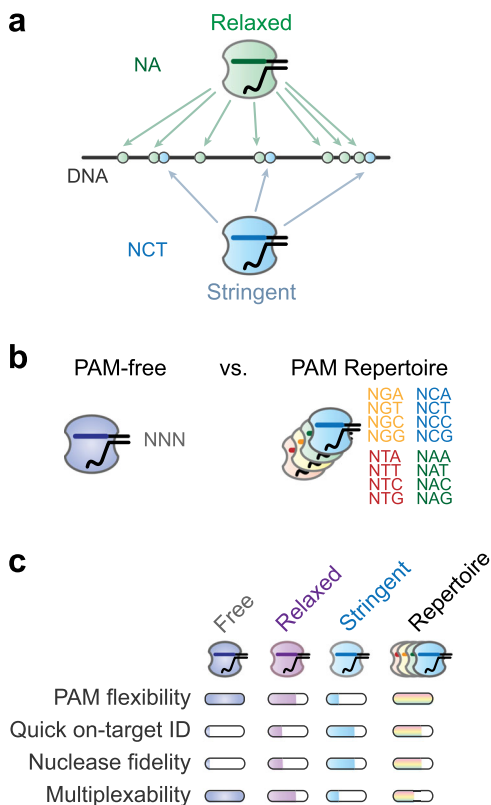 a
Relaxed
NA
DNA
NCT
Stringent
b
PAM-free vs. PAM Repertoire
NNN
NGA NCA
NGT NCT
NGC NCC
NGG NCG
NTA NAA
NTT NAT
NTC NAC
NTG NAG
c
Free Relaxed Stringent Repertoire
PAM flexibility
Quick on-target ID
Nuclease fidelity
Multiplexability